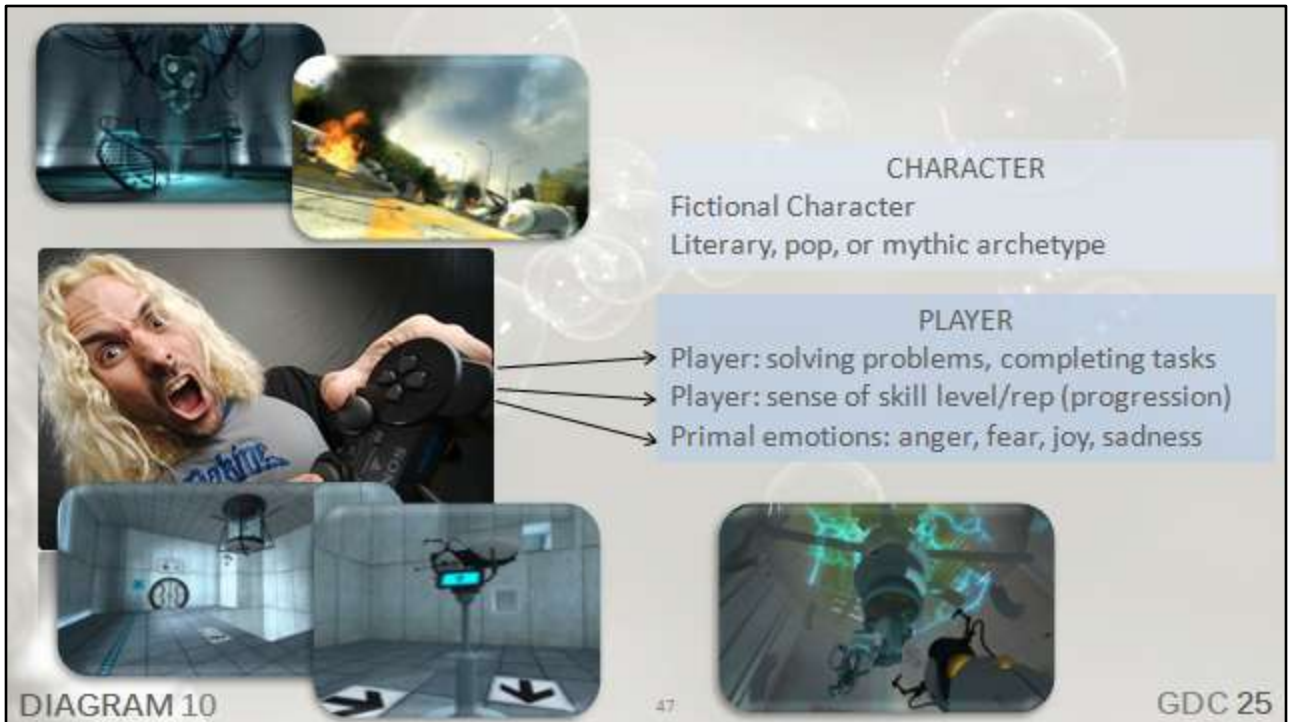 CHARACTER
Fictional Character
Literary, pop, or mythic archetype
PLAYER
Player: solving problems, completing tasks
Player: sense of skill level/rep (progression)
Primal emotions: anger, fear, joy, sadness
DIAGRAM 10
47
GDC 25